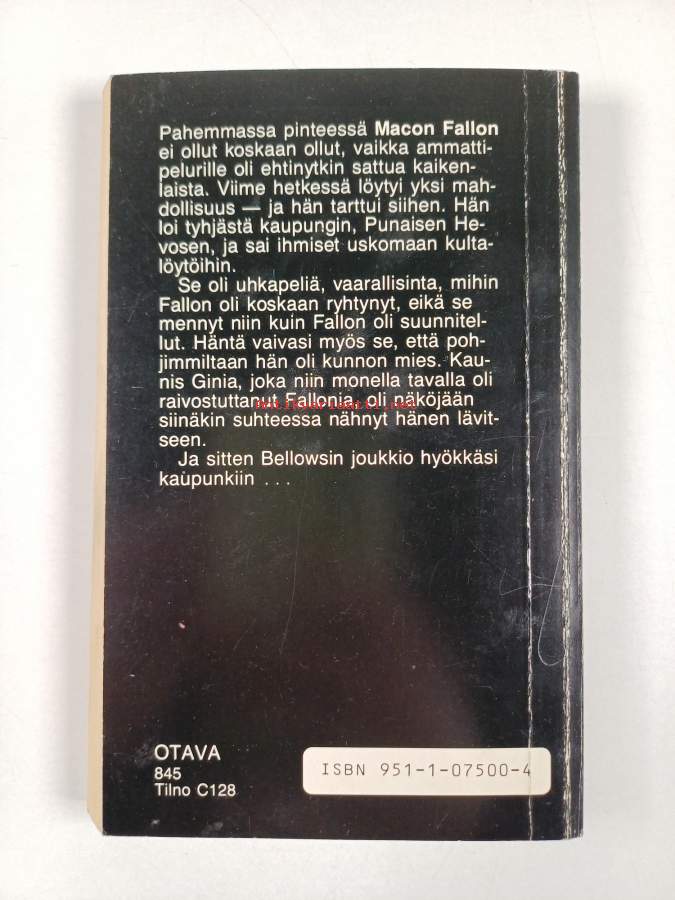 Pahemmassa pinteessä Macon Fallon
ei ollut koskaan ollut, vaikka ammatti-
pelurille oli ehtinytkin sattua kaiken-
laista. Viime hetkessä löytyi yksi mah-
dollisuus — ja hän tarttui siihen. Hän
loi tyhjästä kaupungin, Punaisen He-
vosen, ja sai ihmiset uskomaan kulta-
löytöihin.
Se oli uhkapeliä, vaarallisinta, mihin
Fallon oli koskaan ryhtynyt, eikä se
mennyt niin kuin Fallon oli suunnitel-
lut. Häntä vaivasi myös se, että poh-
jimmiltaan hän oli kunnon mies. Kau-
nis Ginia, joka niin monella tavalla oli
raivostuttanut Fallonia, oli näköjään
siinäkin suhteessa nähnyt hänen lävit-
seen.
Ja sitten Bellowsin joukkio hyökkäsi
kaupunkiin . . .
OTAVA
845
Tilno C128
ISBN 951-1-07500-4